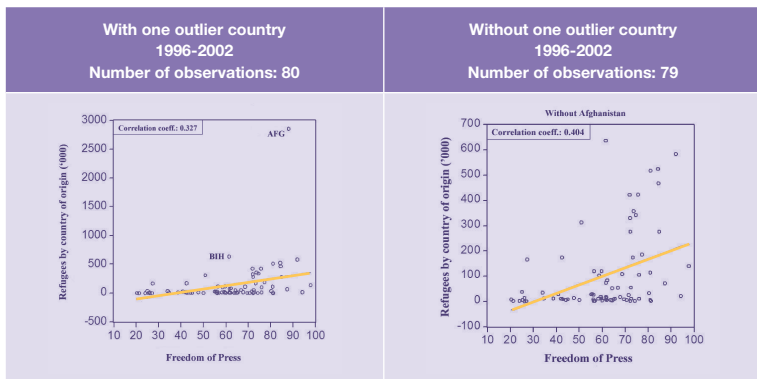 With one outlier country
1996-2002
Number of observations: 80
Without one outlier country
1996-2002
Number of observations: 79
Correlation coeff.: 0.327
AFG
BIH
3000
2500
2000
1500
1000
500
0
-500
10 20 30 40 50 60 70 80 90 100
Refugees by country of origin ('000)
Freedom of Press
Without Afghanistan
Correlation coeff.: 0.404
700
600
500
400
300
200
100
0
-100
10 20 30 40 50 60 70 80 90 100
Refugees by country of origin ('000)
Freedom of Press